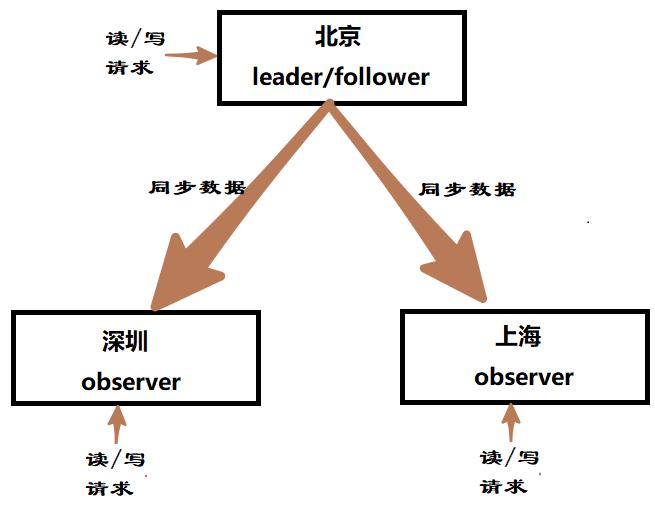 读/写
请求
北京
leader/follower
同步数据
同步数据
深圳
observer
上海
observer
读/写
请求
读/写
请求